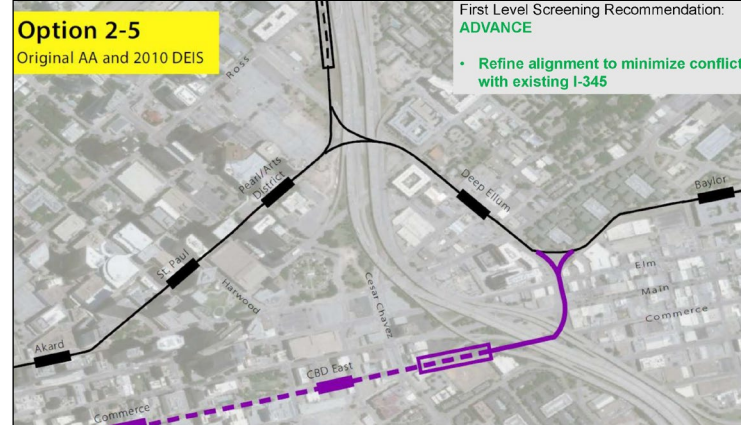 Option 2-5
Original AA and 2010 DEIS
First Level Screening Recommendation:
ADVANCE
• Refine alignment to minimize conflict
with existing I-345
Ross
Pearl/Arts
District
Deep Ellum
Baylor
St. Paul
Harwood
Cesar Chavez
Elm
Main
Commerce
Akard
CBD East
Commerce